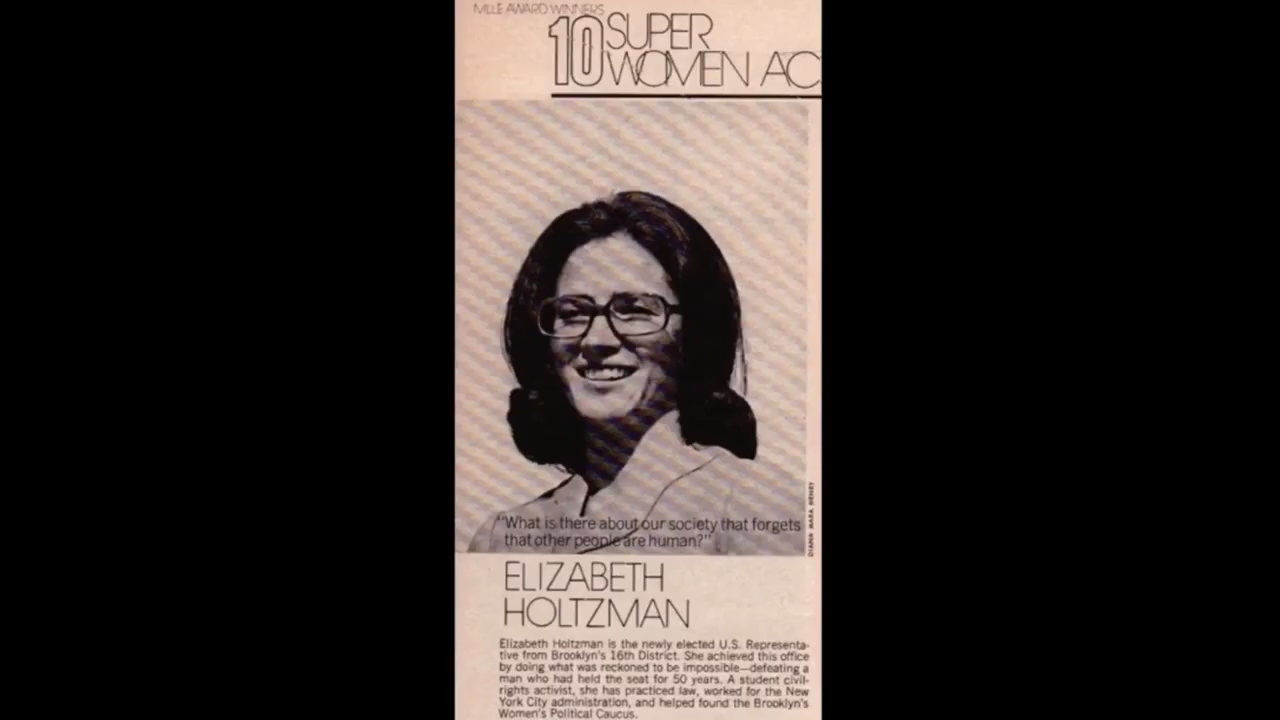 MLLE AWARD WINNERS
10 SUPER
WOMEN AC
"What is there about our society that forgets
that other people are human?"
DIANA MARA HENRY
ELIZABETH
HOLTZMAN
Elizabeth Holtzman is the newly elected U.S. Representa-
tive from Brooklyn's 16th District. She achieved this office
by doing what was reckoned to be impossible—defeating a
man who had held the seat for 50 years. A student civil-
rights activist, she has practiced law, worked for the New
York City administration, and helped found the Brooklyn's
Women's Political Caucus.